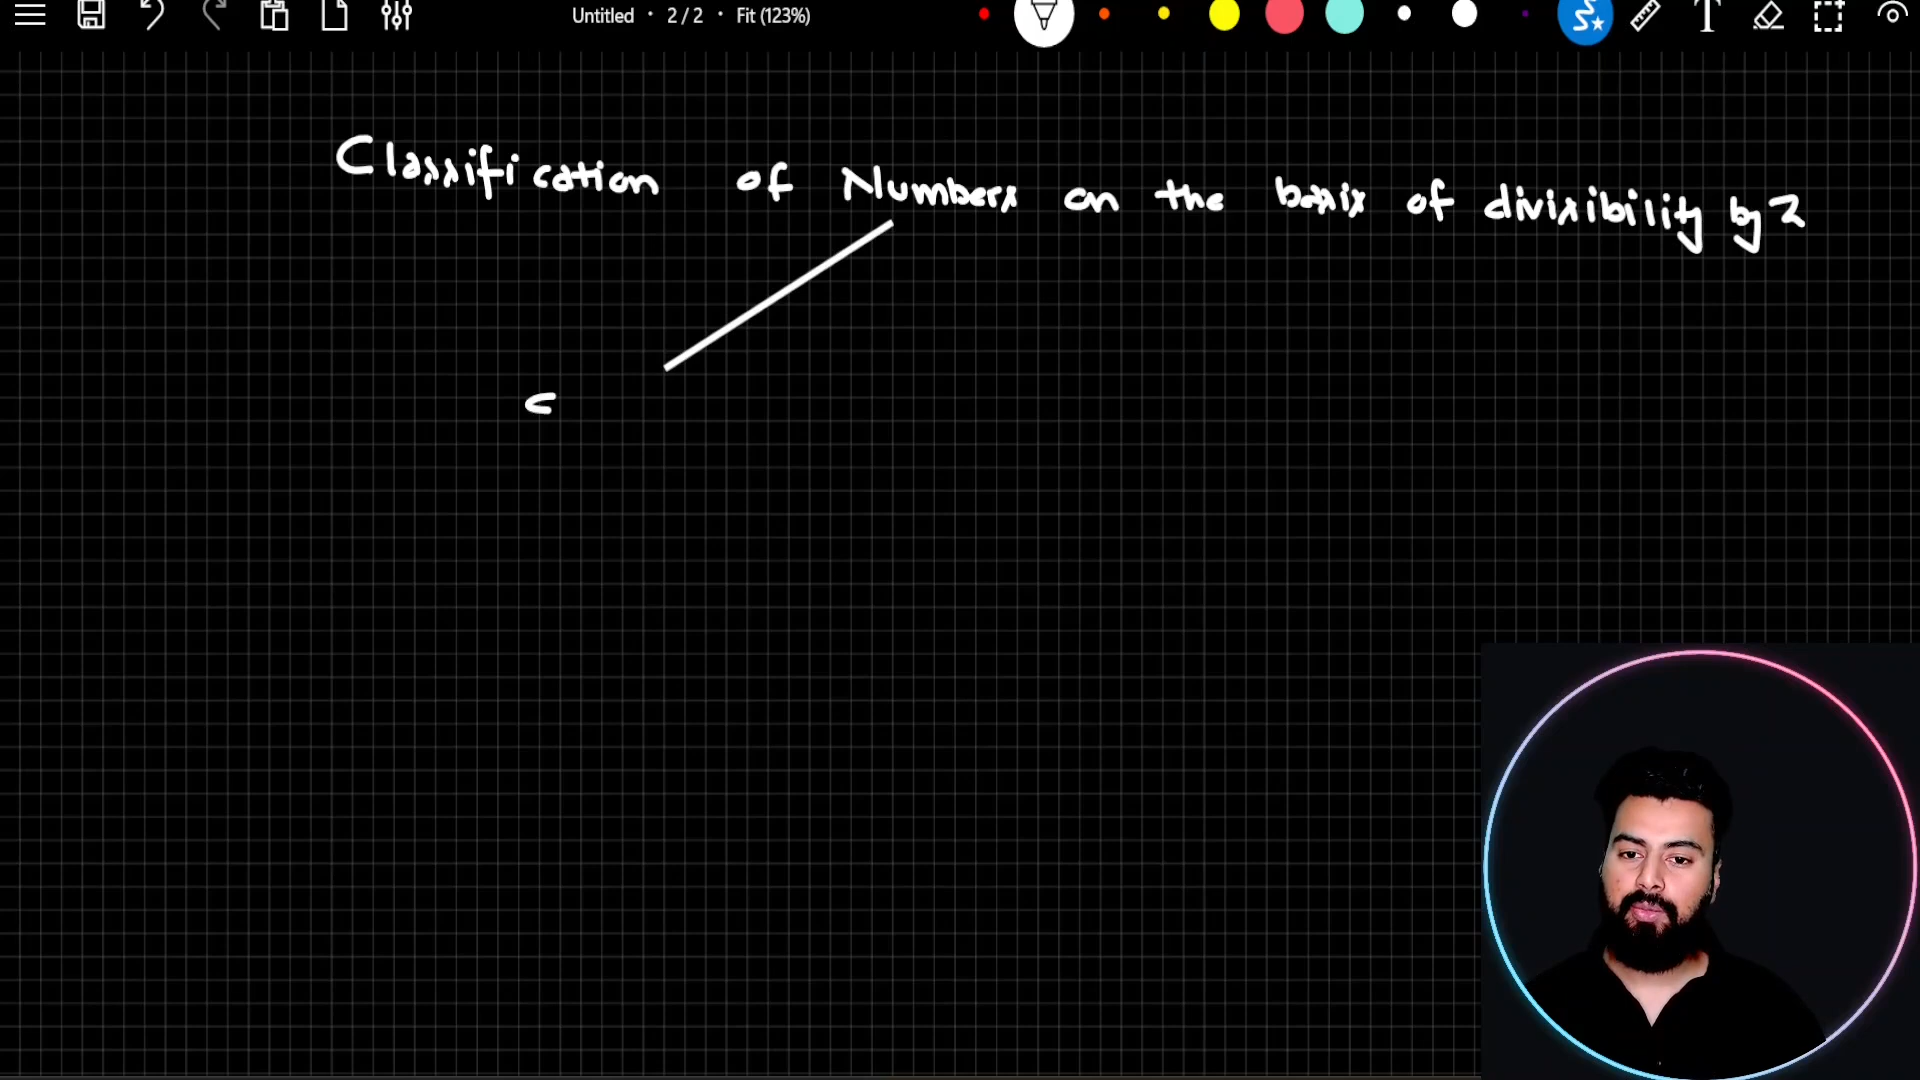 Untitled · 2 / 2 · Fit (123%)
T
Classification of Numbers on the basis of divisibility by 2